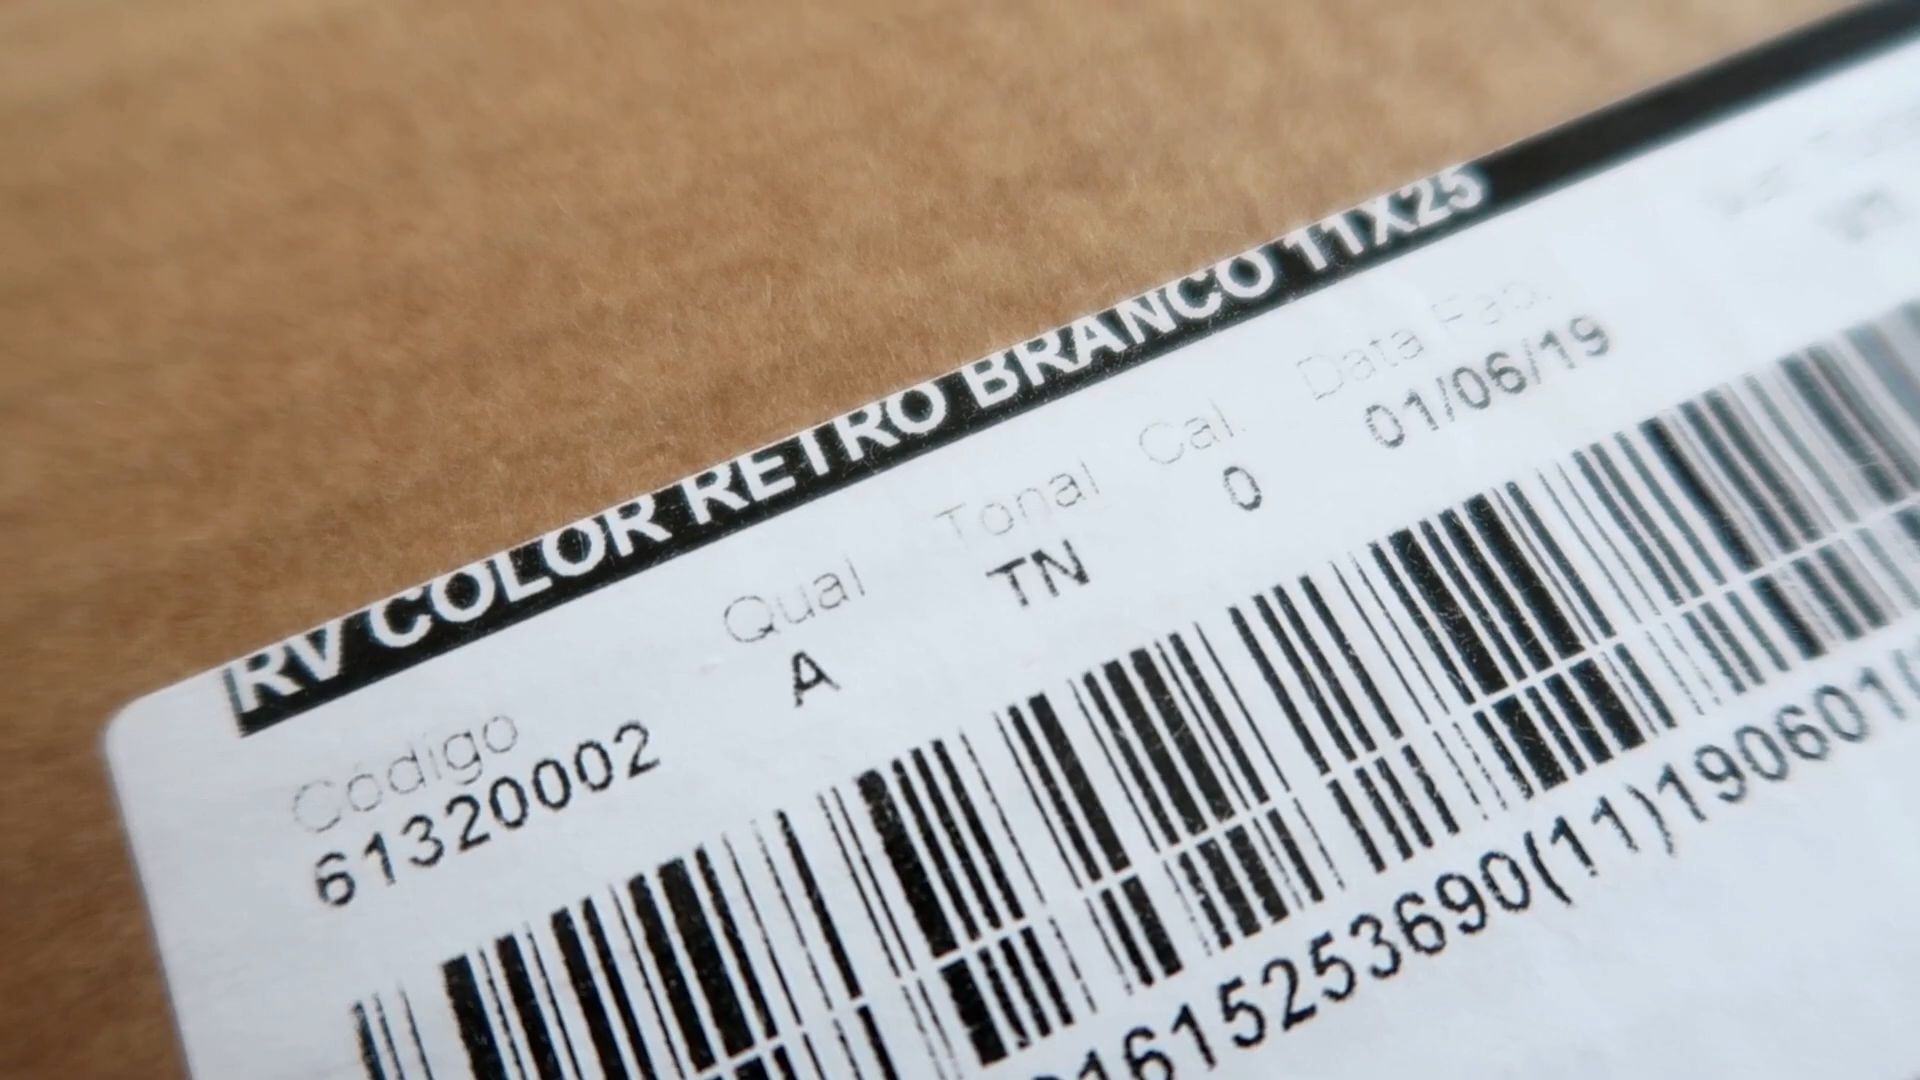 RV COLOR RETRO BRANCO 11X25
Código Qual Tonal Cal. Data Fab.
61320002 A TN 0 01/06/19
1615253690(11)190601